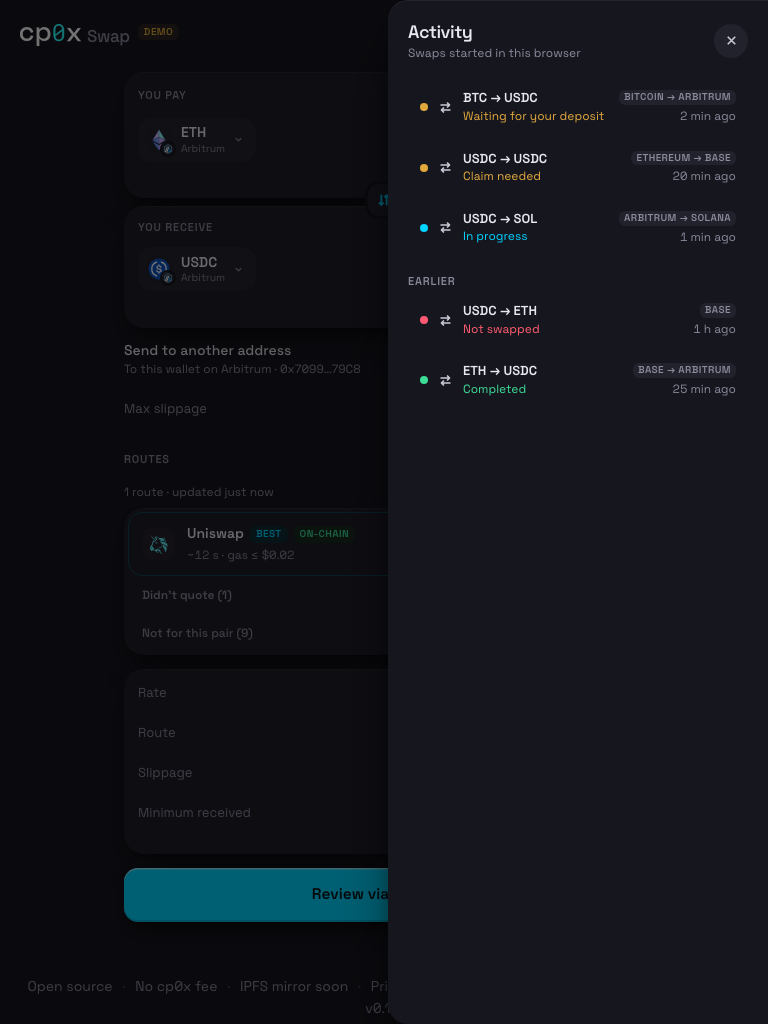 cp0x Swap DEMO
YOU PAY
ETH
Arbitrum
YOU RECEIVE
USDC
Arbitrum
Send to another address
To this wallet on Arbitrum · 0x7099…79C8
Max slippage
ROUTES
1 route · updated just now
Uniswap BEST ON-CHAIN
~12 s · gas ≤ $0.02
Didn't quote (1)
Not for this pair (9)
Rate
Route
Slippage
Minimum received
Review via
Open source · No cp0x fee · IPFS mirror soon
Activity
Swaps started in this browser
BTC → USDC BITCOIN → ARBITRUM
Waiting for your deposit 2 min ago
USDC → USDC ETHEREUM → BASE
Claim needed 20 min ago
USDC → SOL ARBITRUM → SOLANA
In progress 1 min ago
EARLIER
USDC → ETH BASE
Not swapped 1 h ago
ETH → USDC BASE → ARBITRUM
Completed 25 min ago